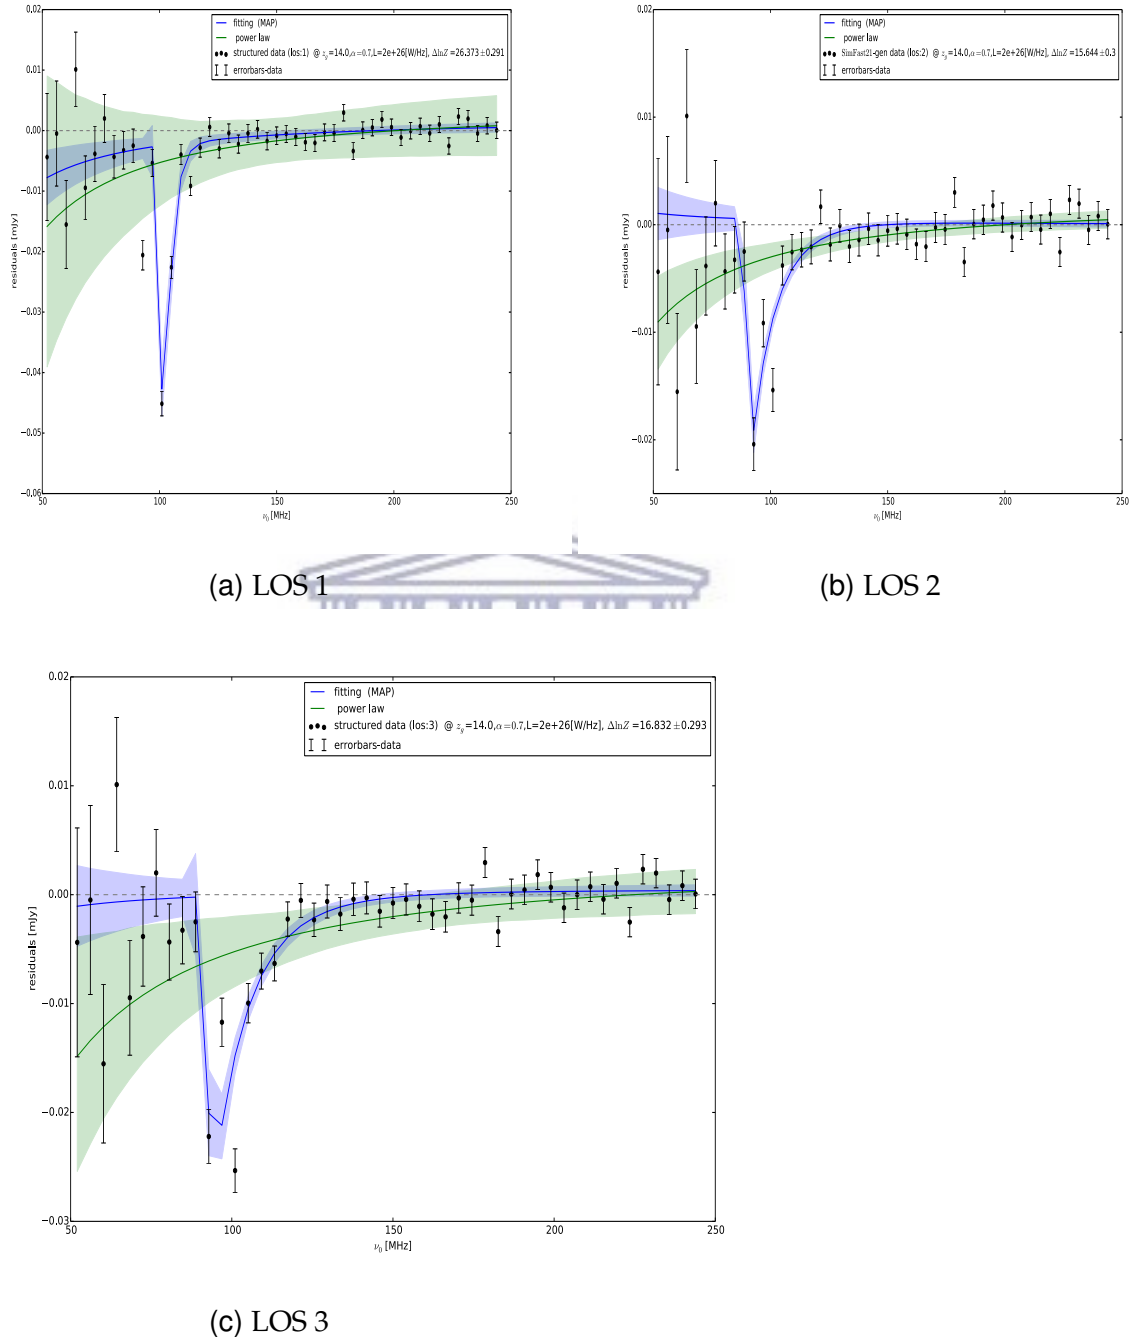 0.02
0.01
0.00
−0.01
−0.02
−0.03
−0.04
−0.05
−0.06
50 100 150 200 250
residuals [mJy]
ν₀ [MHz]
fitting (MAP)
power law
structured data (los:1) @ z_g=14.0,α=0.7,L=2e+26[W/Hz], ΔlnZ=26.373±0.291
errorbars-data
(a) LOS 1
0.02
0.01
0.00
−0.01
−0.02
50 100 150 200 250
residuals [mJy]
ν₀ [MHz]
fitting (MAP)
power law
SimFast21-gen data (los:2) @ z_g=14.0,α=0.7,L=2e+26[W/Hz], ΔlnZ=15.644±0.3
errorbars-data
(b) LOS 2
0.02
0.01
0.00
−0.01
−0.02
−0.03
50 100 150 200 250
residuals [mJy]
ν₀ [MHz]
fitting (MAP)
power law
structured data (los:3) @ z_g=14.0,α=0.7,L=2e+26[W/Hz], ΔlnZ=16.832±0.293
errorbars-data
(c) LOS 3